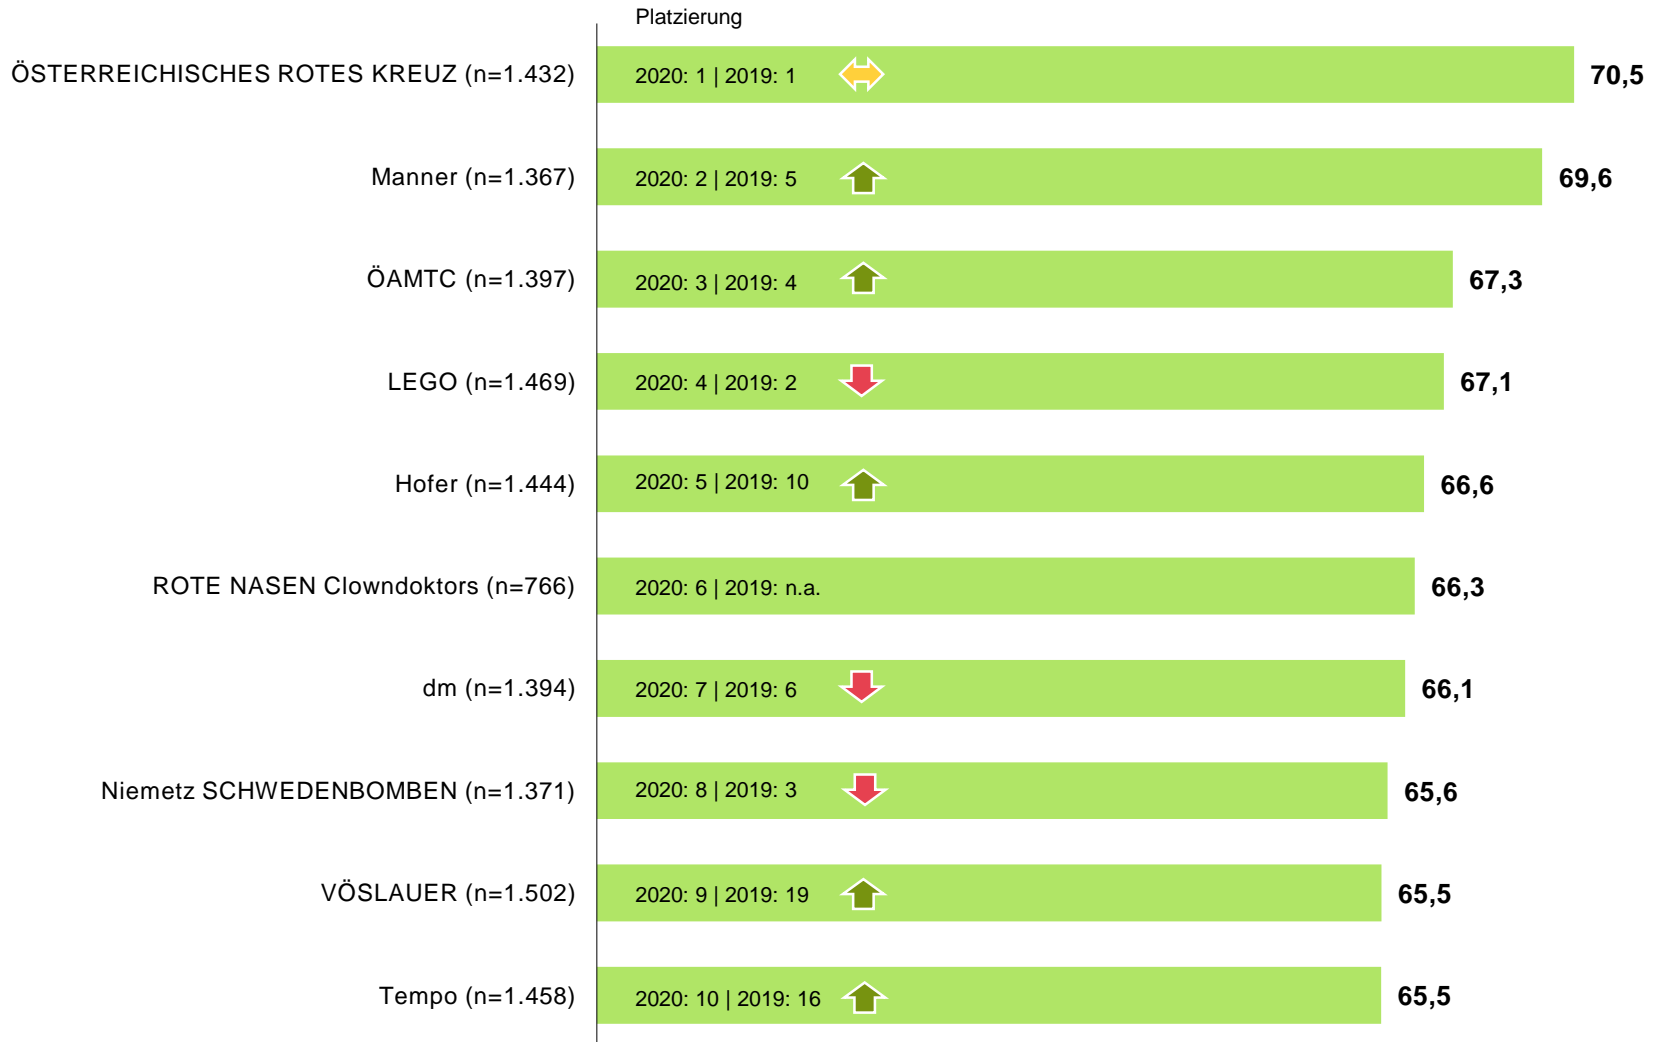 Platzierung
ÖSTERREICHISCHES ROTES KREUZ (n=1.432) 2020: 1 | 2019: 1 70,5
Manner (n=1.367) 2020: 2 | 2019: 5 69,6
ÖAMTC (n=1.397) 2020: 3 | 2019: 4 67,3
LEGO (n=1.469) 2020: 4 | 2019: 2 67,1
Hofer (n=1.444) 2020: 5 | 2019: 10 66,6
ROTE NASEN Clowndoktors (n=766) 2020: 6 | 2019: n.a. 66,3
dm (n=1.394) 2020: 7 | 2019: 6 66,1
Niemetz SCHWEDENBOMBEN (n=1.371) 2020: 8 | 2019: 3 65,6
VÖSLAUER (n=1.502) 2020: 9 | 2019: 19 65,5
Tempo (n=1.458) 2020: 10 | 2019: 16 65,5